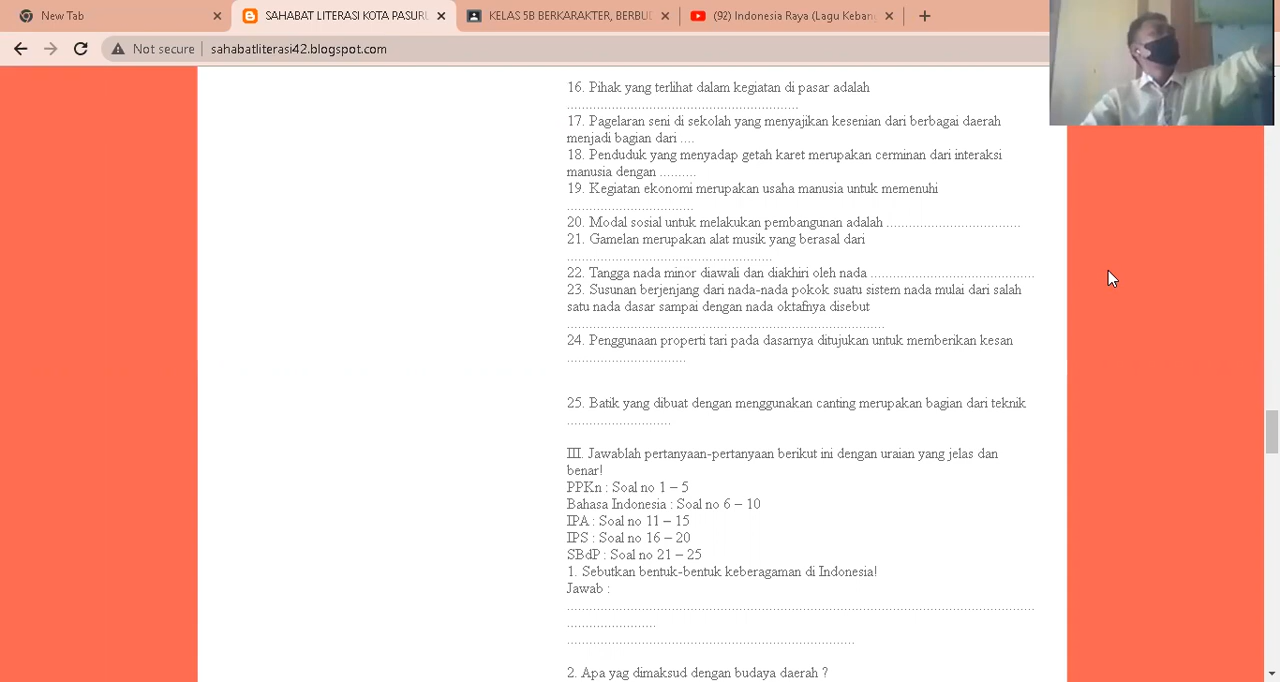 New Tab
SAHABAT LITERASI KOTA PASURU
KELAS 5B BERKARAKTER, BERBUD
(92) Indonesia Raya (Lagu Keban
Not secure
sahabatliterasi42.blogspot.com
16. Pihak yang terlihat dalam kegiatan di pasar adalah
..............................................................
17. Pagelaran seni di sekolah yang menyajikan kesenian dari berbagai daerah
menjadi bagian dari ....
18. Penduduk yang menyadap getah karet merupakan cerminan dari interaksi
manusia dengan ..........
19. Kegiatan ekonomi merupakan usaha manusia untuk memenuhi
..................................
20. Modal sosial untuk melakukan pembangunan adalah ....................................
21. Gamelan merupakan alat musik yang berasal dari
.......................................................
22. Tangga nada minor diawali dan diakhiri oleh nada ............................................
23. Susunan berjenjang dari nada-nada pokok suatu sistem nada mulai dari salah
satu nada dasar sampai dengan nada oktafnya disebut
.....................................................................................
24. Penggunaan properti tari pada dasarnya ditujukan untuk memberikan kesan
................................
25. Batik yang dibuat dengan menggunakan canting merupakan bagian dari teknik
............................
III. Jawablah pertanyaan-pertanyaan berikut ini dengan uraian yang jelas dan
benar!
PPKn : Soal no 1 – 5
Bahasa Indonesia : Soal no 6 – 10
IPA : Soal no 11 – 15
IPS : Soal no 16 – 20
SBdP : Soal no 21 – 25
1. Sebutkan bentuk-bentuk keberagaman di Indonesia!
Jawab :
.............................................................................................................................
........................
.............................................................................
2. Apa yag dimaksud dengan budaya daerah ?